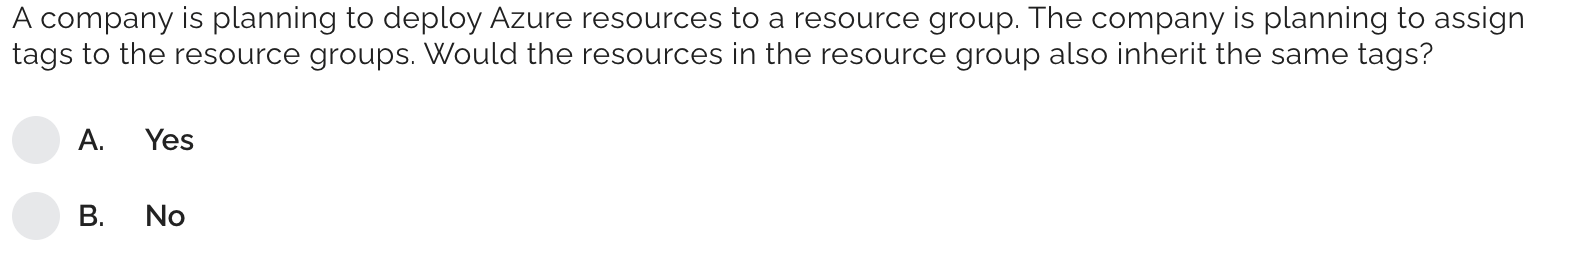 A company is planning to deploy Azure resources to a resource group. The company is planning to assign
tags to the resource groups. Would the resources in the resource group also inherit the same tags?
A. Yes
B. No